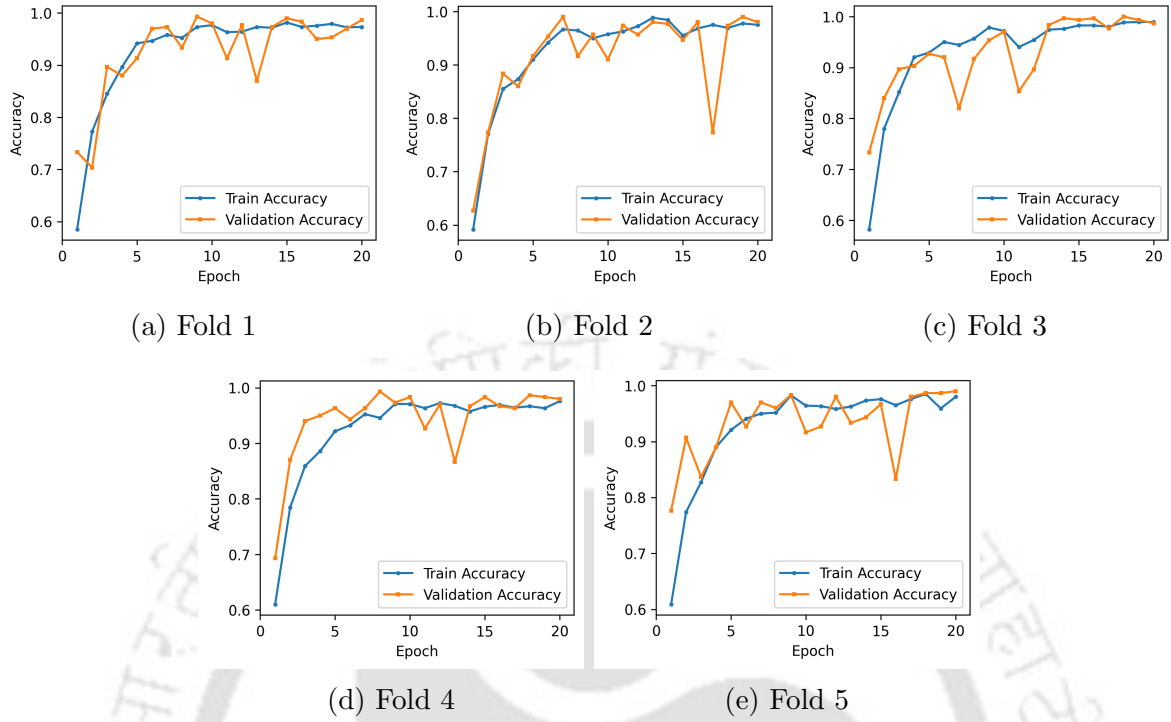 1.0
0.9
0.8
0.7
0.6
Accuracy
Train Accuracy
Validation Accuracy
0 5 10 15 20
Epoch
(a) Fold 1
1.0
0.9
0.8
0.7
0.6
Accuracy
Train Accuracy
Validation Accuracy
0 5 10 15 20
Epoch
(b) Fold 2
1.0
0.9
0.8
0.7
0.6
Accuracy
Train Accuracy
Validation Accuracy
0 5 10 15 20
Epoch
(c) Fold 3
1.0
0.9
0.8
0.7
0.6
Accuracy
Train Accuracy
Validation Accuracy
0 5 10 15 20
Epoch
(d) Fold 4
1.0
0.9
0.8
0.7
0.6
Accuracy
Train Accuracy
Validation Accuracy
0 5 10 15 20
Epoch
(e) Fold 5